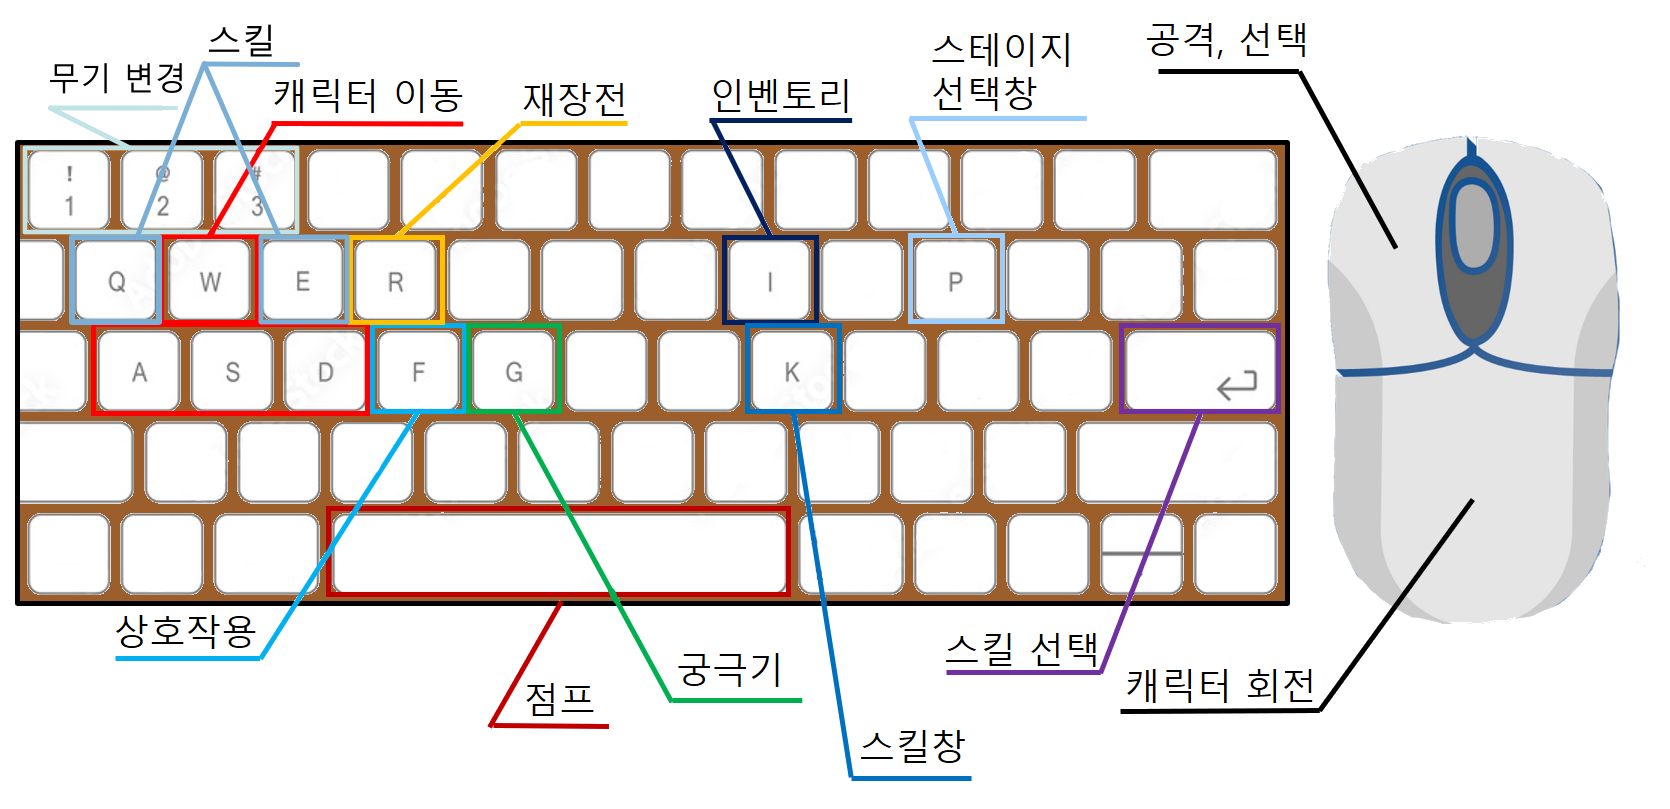 스킬
무기 변경
캐릭터 이동
재장전
인벤토리
스테이지
선택창
공격, 선택
! @ #
1 2 3
Q W E R I P
A S D F G K
상호작용
점프
궁극기
스킬창
스킬 선택
캐릭터 회전